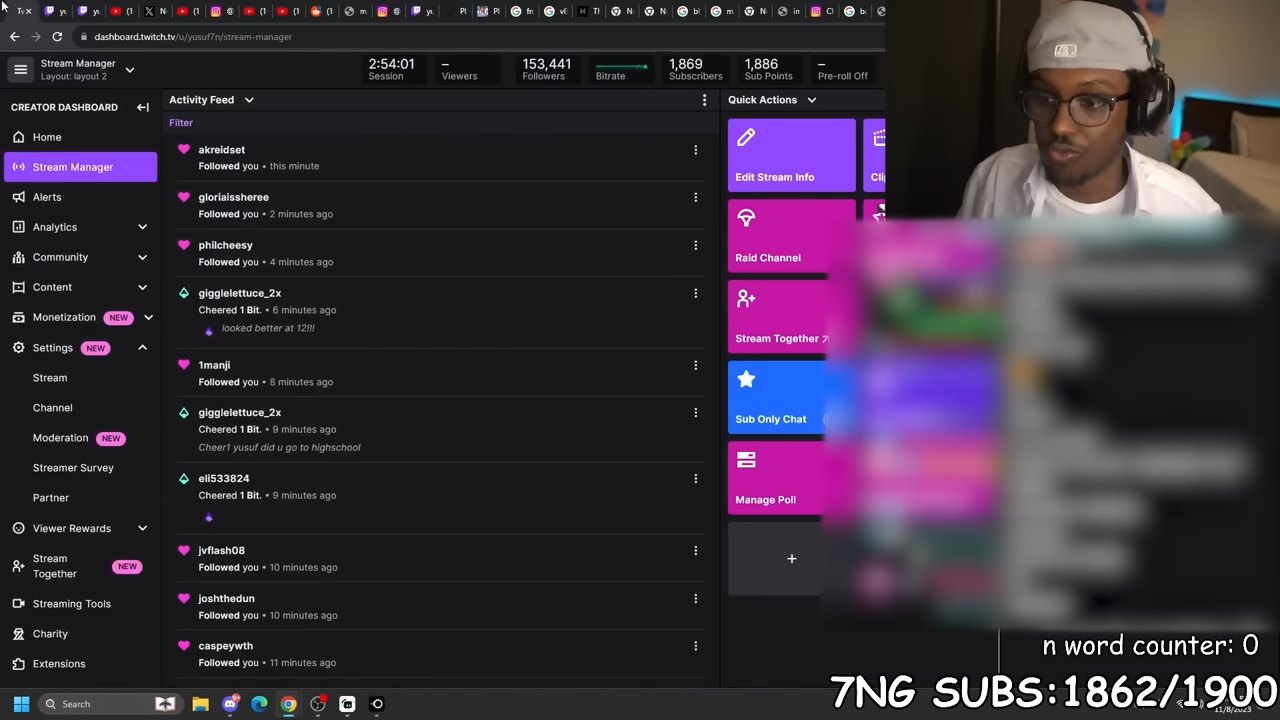 dashboard.twitch.tv/u/yusuf7n/stream-manager
Stream Manager
Layout: layout 2
2:54:01
Session
–
Viewers
153,441
Followers
Bitrate
1,869
Subscribers
1,886
Sub Points
–
Pre-roll Off
CREATOR DASHBOARD
Home
Stream Manager
Alerts
Analytics
Community
Content
Monetization NEW
Settings NEW
Stream
Channel
Moderation NEW
Streamer Survey
Partner
Viewer Rewards
Stream
Together NEW
Streaming Tools
Charity
Extensions
Activity Feed
Filter
akreidset
Followed you • this minute
gloriaissheree
Followed you • 2 minutes ago
philcheesy
Followed you • 4 minutes ago
gigglelettuce_2x
Cheered 1 Bit. • 6 minutes ago
looked better at 12!!!
1manji
Followed you • 8 minutes ago
gigglelettuce_2x
Cheered 1 Bit. • 9 minutes ago
Cheer1 yusuf did u go to highschool
eli533824
Cheered 1 Bit. • 9 minutes ago
jvflash08
Followed you • 10 minutes ago
joshthedun
Followed you • 10 minutes ago
caspeywth
Followed you • 11 minutes ago
Quick Actions
Edit Stream Info
Raid Channel
Stream Together
Sub Only Chat
Manage Poll
+
n word counter: 0
7NG SUBS:1862/1900
Search
11/8/2023